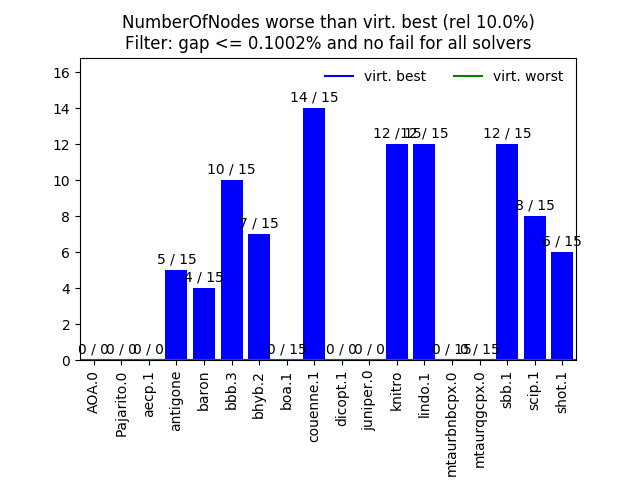 NumberOfNodes worse than virt. best (rel 10.0%)
Filter: gap <= 0.1002% and no fail for all solvers
virt. best
virt. worst
16
14
12
10
8
6
4
2
0
0 / 0
0 / 0
0 / 0
5 / 15
4 / 15
10 / 15
7 / 15
0 / 15
14 / 15
0 / 0
0 / 0
12 / 15
12 / 15
0 / 15
0 / 15
12 / 15
8 / 15
6 / 15
AOA.0
Pajarito.0
aecp.1
antigone
baron
bbb.3
bhyb.2
boa.1
couenne.1
dicopt.1
juniper.0
knitro
lindo.1
mtaurbnbcpx.0
mtaurqgcpx.0
sbb.1
scip.1
shot.1